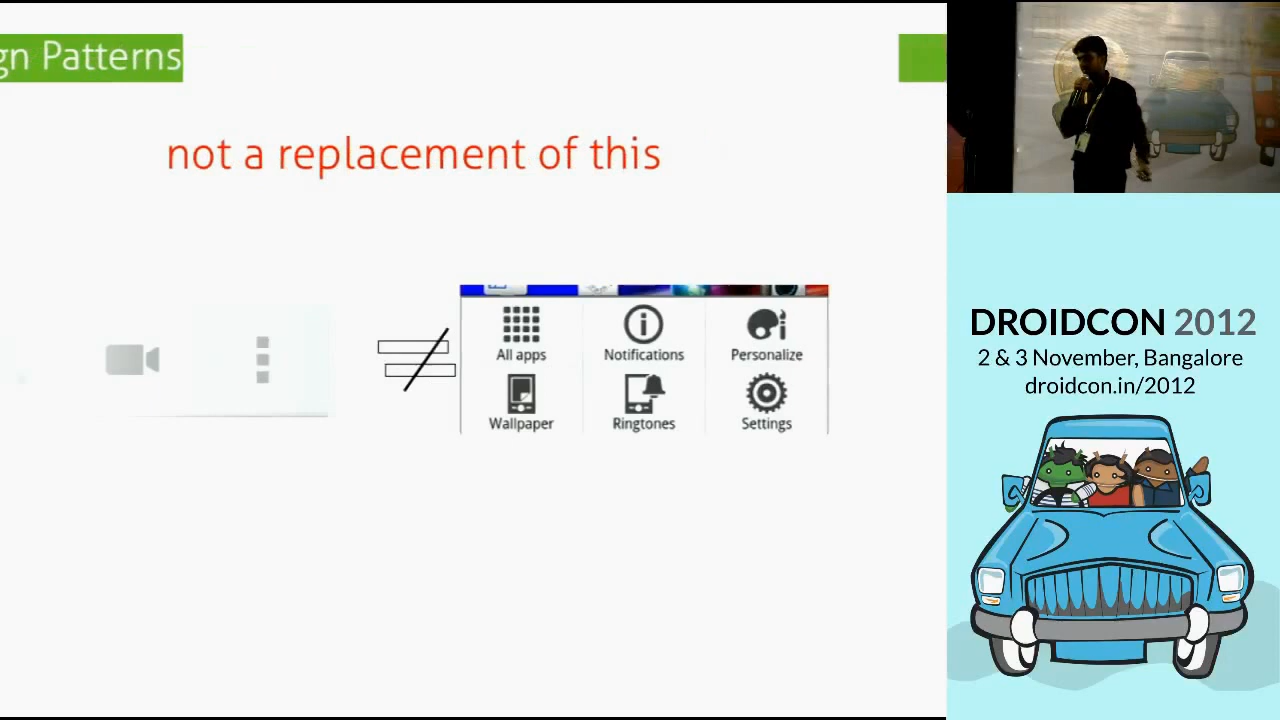 gn Patterns
not a replacement of this
All apps
Notifications
Personalize
Wallpaper
Ringtones
Settings
DROIDCON 2012
2 & 3 November, Bangalore
droidcon.in/2012